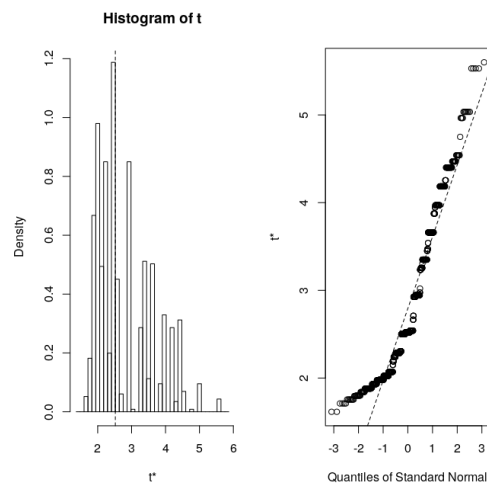 Histogram of t
Density
0.0 0.2 0.4 0.6 0.8 1.0 1.2
2 3 4 5 6
t*
t*
2 3 4 5
-3 -2 -1 0 1 2 3
Quantiles of Standard Normal